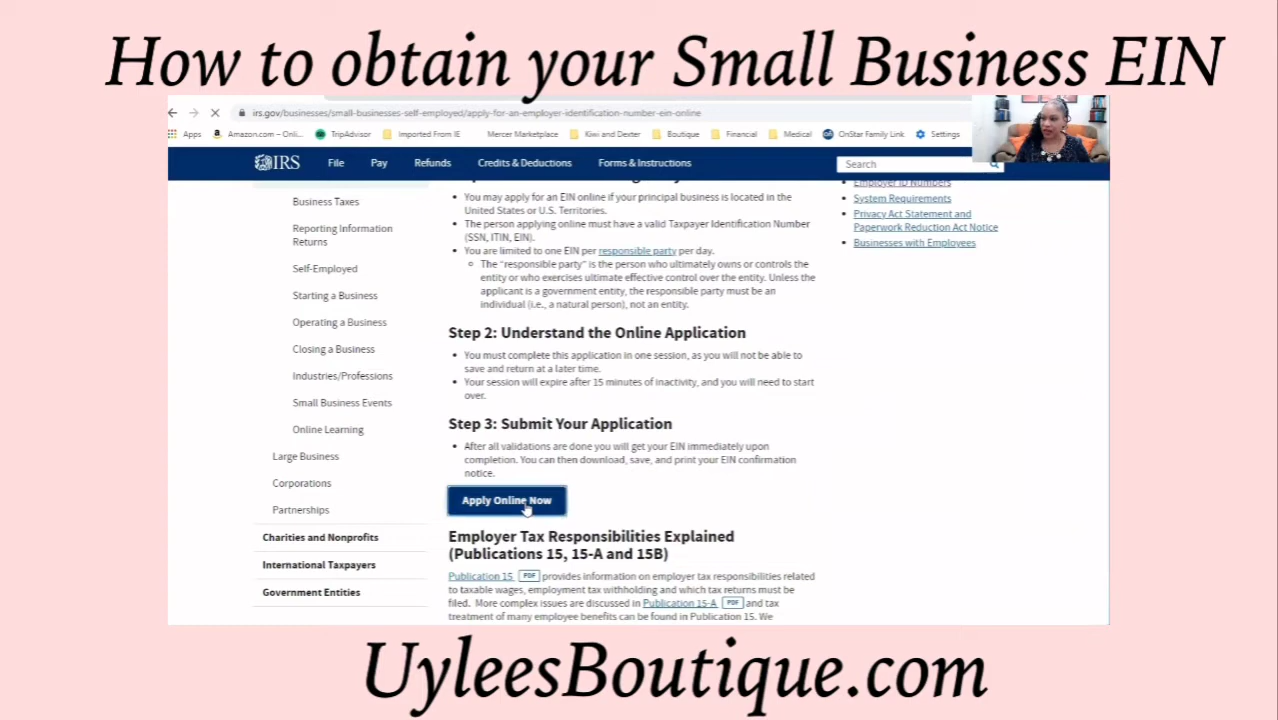 How to obtain your Small Business EIN
irs.gov/businesses/small-businesses-self-employed/apply-for-an-employer-identification-number-ein-online
Apps
Amazon.com – Onli...
TripAdvisor
Imported From IE
Mercer Marketplace
Kiwi and Dexter
Boutique
Financial
Medical
OnStar Family Link
Settings
IRS
File
Pay
Refunds
Credits & Deductions
Forms & Instructions
Search
Business Taxes
Reporting Information
Returns
Self-Employed
Starting a Business
Operating a Business
Closing a Business
Industries/Professions
Small Business Events
Online Learning
Large Business
Corporations
Partnerships
Charities and Nonprofits
International Taxpayers
Government Entities
You may apply for an EIN online if your principal business is located in the
United States or U.S. Territories.
The person applying online must have a valid Taxpayer Identification Number
(SSN, ITIN, EIN).
You are limited to one EIN per responsible party per day.
The "responsible party" is the person who ultimately owns or controls the
entity or who exercises ultimate effective control over the entity. Unless the
applicant is a government entity, the responsible party must be an
individual (i.e., a natural person), not an entity.
Step 2: Understand the Online Application
You must complete this application in one session, as you will not be able to
save and return at a later time.
Your session will expire after 15 minutes of inactivity, and you will need to start
over.
Step 3: Submit Your Application
After all validations are done you will get your EIN immediately upon
completion. You can then download, save, and print your EIN confirmation
notice.
Apply Online Now
Employer Tax Responsibilities Explained
(Publications 15, 15-A and 15B)
Publication 15 PDF provides information on employer tax responsibilities related
to taxable wages, employment tax withholding and which tax returns must be
filed. More complex issues are discussed in Publication 15-A PDF and tax
treatment of many employee benefits can be found in Publication 15. We
Employer ID Numbers
System Requirements
Privacy Act Statement and
Paperwork Reduction Act Notice
Businesses with Employees
UyleesBoutique.com